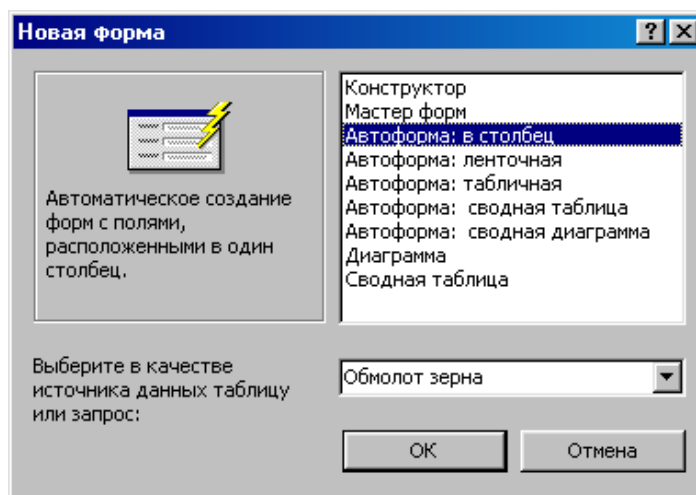 Новая форма
Автоматическое создание
форм с полями,
расположенными в один
столбец.
Конструктор
Мастер форм
Автоформа: в столбец
Автоформа: ленточная
Автоформа: табличная
Автоформа: сводная таблица
Автоформа: сводная диаграмма
Диаграмма
Сводная таблица
Выберите в качестве
источника данных таблицу
или запрос:
Обмолот зерна
ОК
Отмена